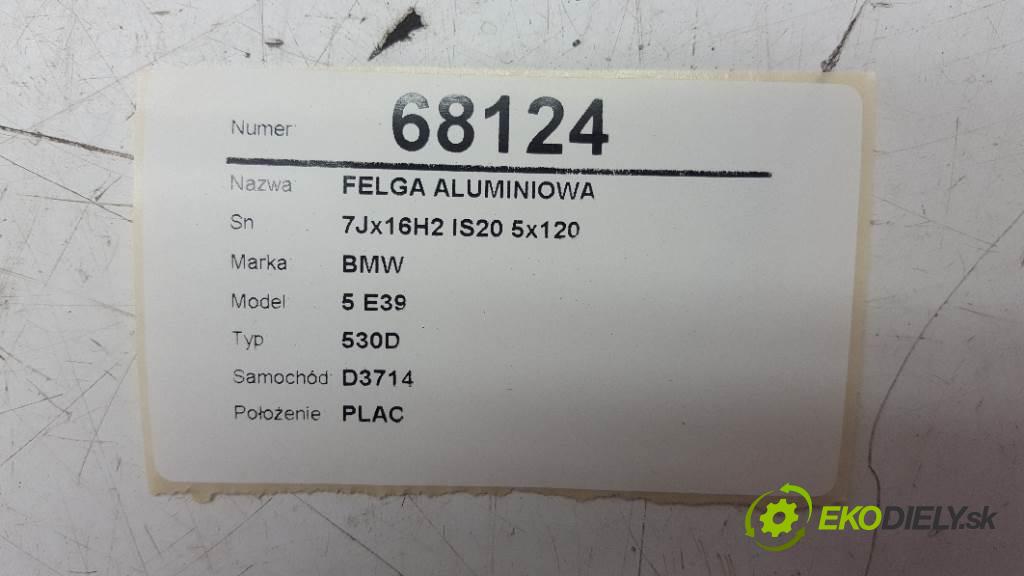 Numer 68124
Nazwa FELGA ALUMINIOWA
Sn 7Jx16H2 IS20 5x120
Marka BMW
Model 5 E39
Typ 530D
Samochód D3714
Położenie PLAC
EKODIELY.sk